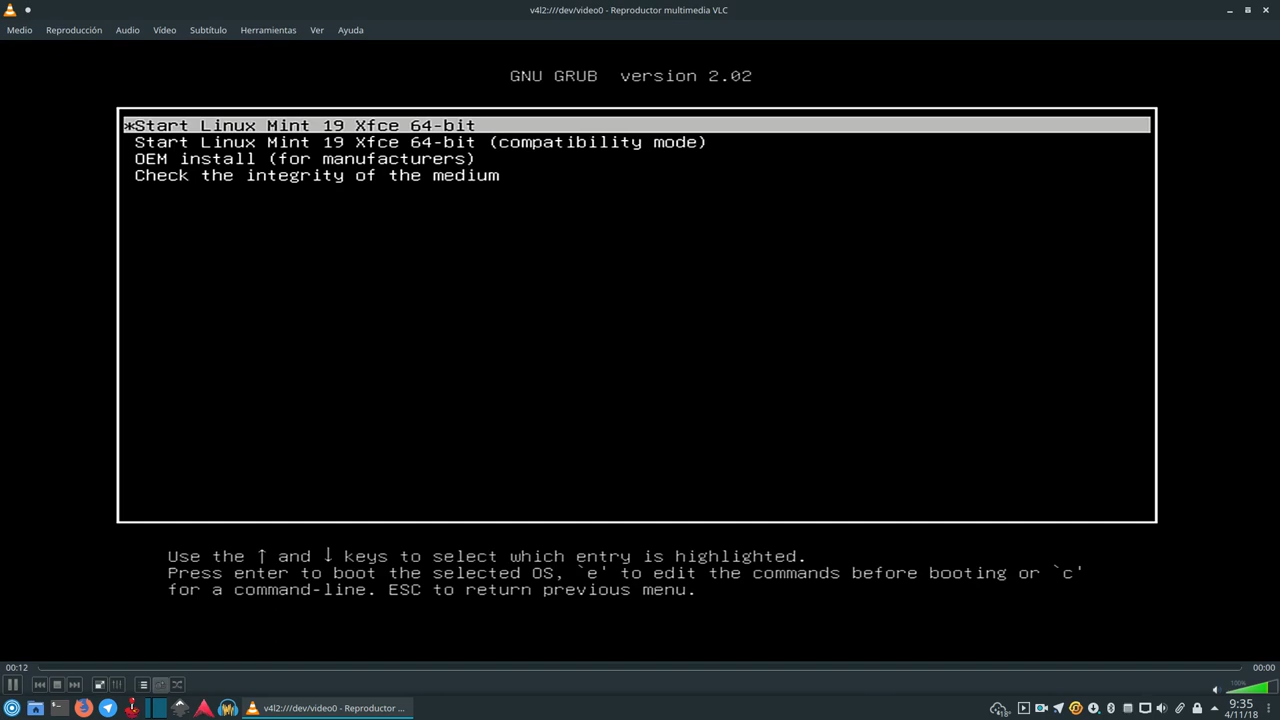 v4l2:///dev/video0 - Reproductor multimedia VLC
Medio Reproducción Audio Vídeo Subtítulo Herramientas Ver Ayuda
GNU GRUB version 2.02
*Start Linux Mint 19 Xfce 64-bit
Start Linux Mint 19 Xfce 64-bit (compatibility mode)
OEM install (for manufacturers)
Check the integrity of the medium
Use the ↑ and ↓ keys to select which entry is highlighted.
Press enter to boot the selected OS, `e' to edit the commands before booting or `c'
for a command-line. ESC to return previous menu.
00:12 00:00
100%
v4l2:///dev/video0 - Reproductor ...
18°
9:35
4/11/18